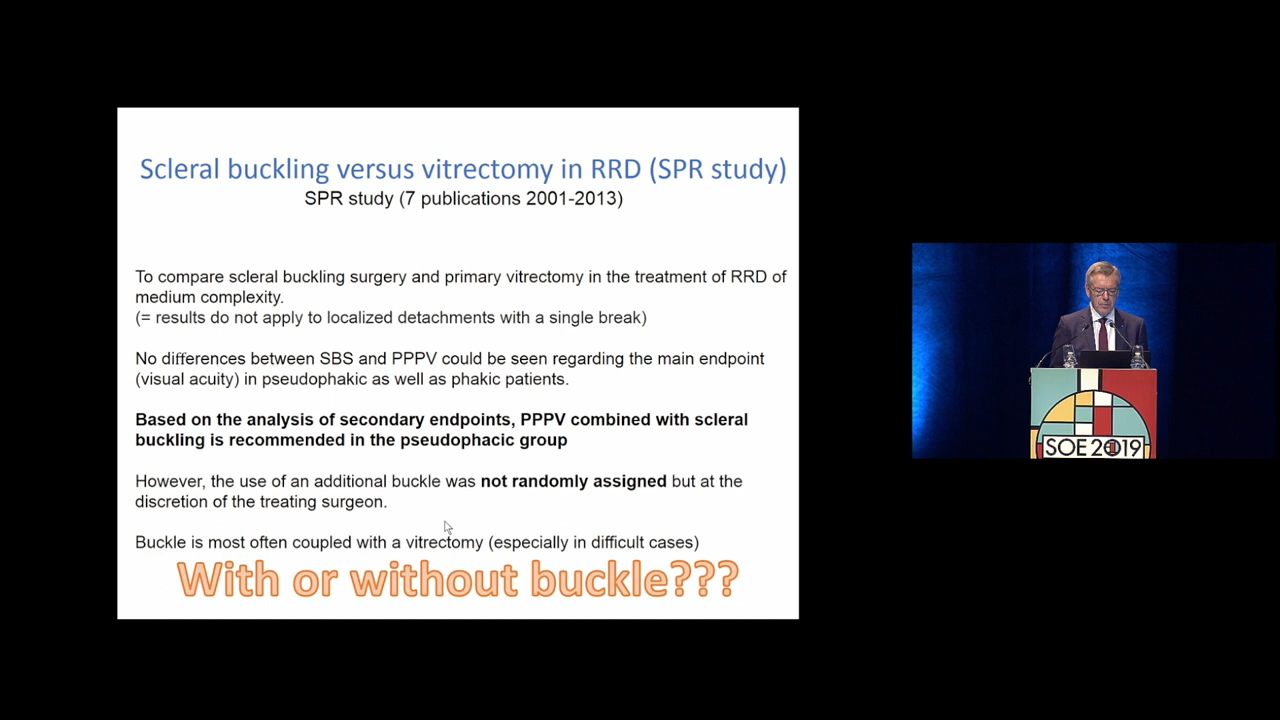 Scleral buckling versus vitrectomy in RRD (SPR study)
SPR study (7 publications 2001-2013)
To compare scleral buckling surgery and primary vitrectomy in the treatment of RRD of
medium complexity.
(= results do not apply to localized detachments with a single break)
No differences between SBS and PPPV could be seen regarding the main endpoint
(visual acuity) in pseudophakic as well as phakic patients.
Based on the analysis of secondary endpoints, PPPV combined with scleral
buckling is recommended in the pseudophacic group
However, the use of an additional buckle was not randomly assigned but at the
discretion of the treating surgeon.
Buckle is most often coupled with a vitrectomy (especially in difficult cases)
With or without buckle???
SOE 2019